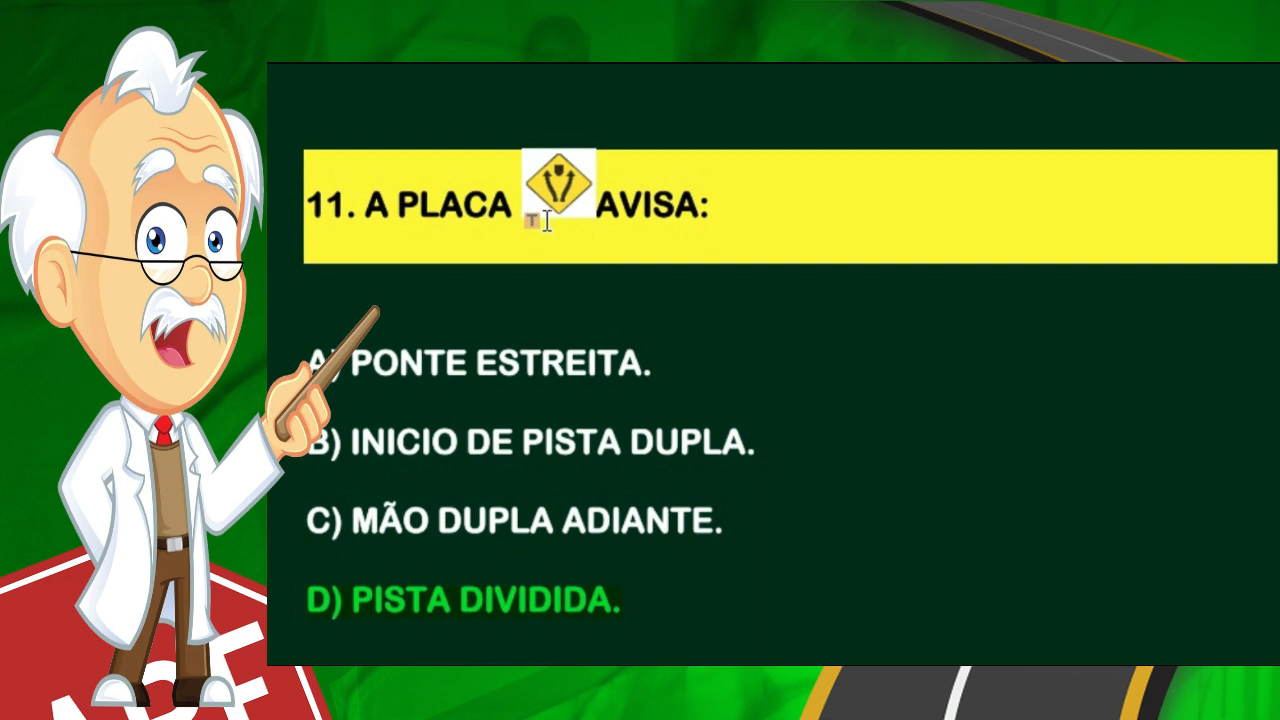 11. A PLACA AVISA:
A) PONTE ESTREITA.
B) INICIO DE PISTA DUPLA.
C) MÃO DUPLA ADIANTE.
D) PISTA DIVIDIDA.
T